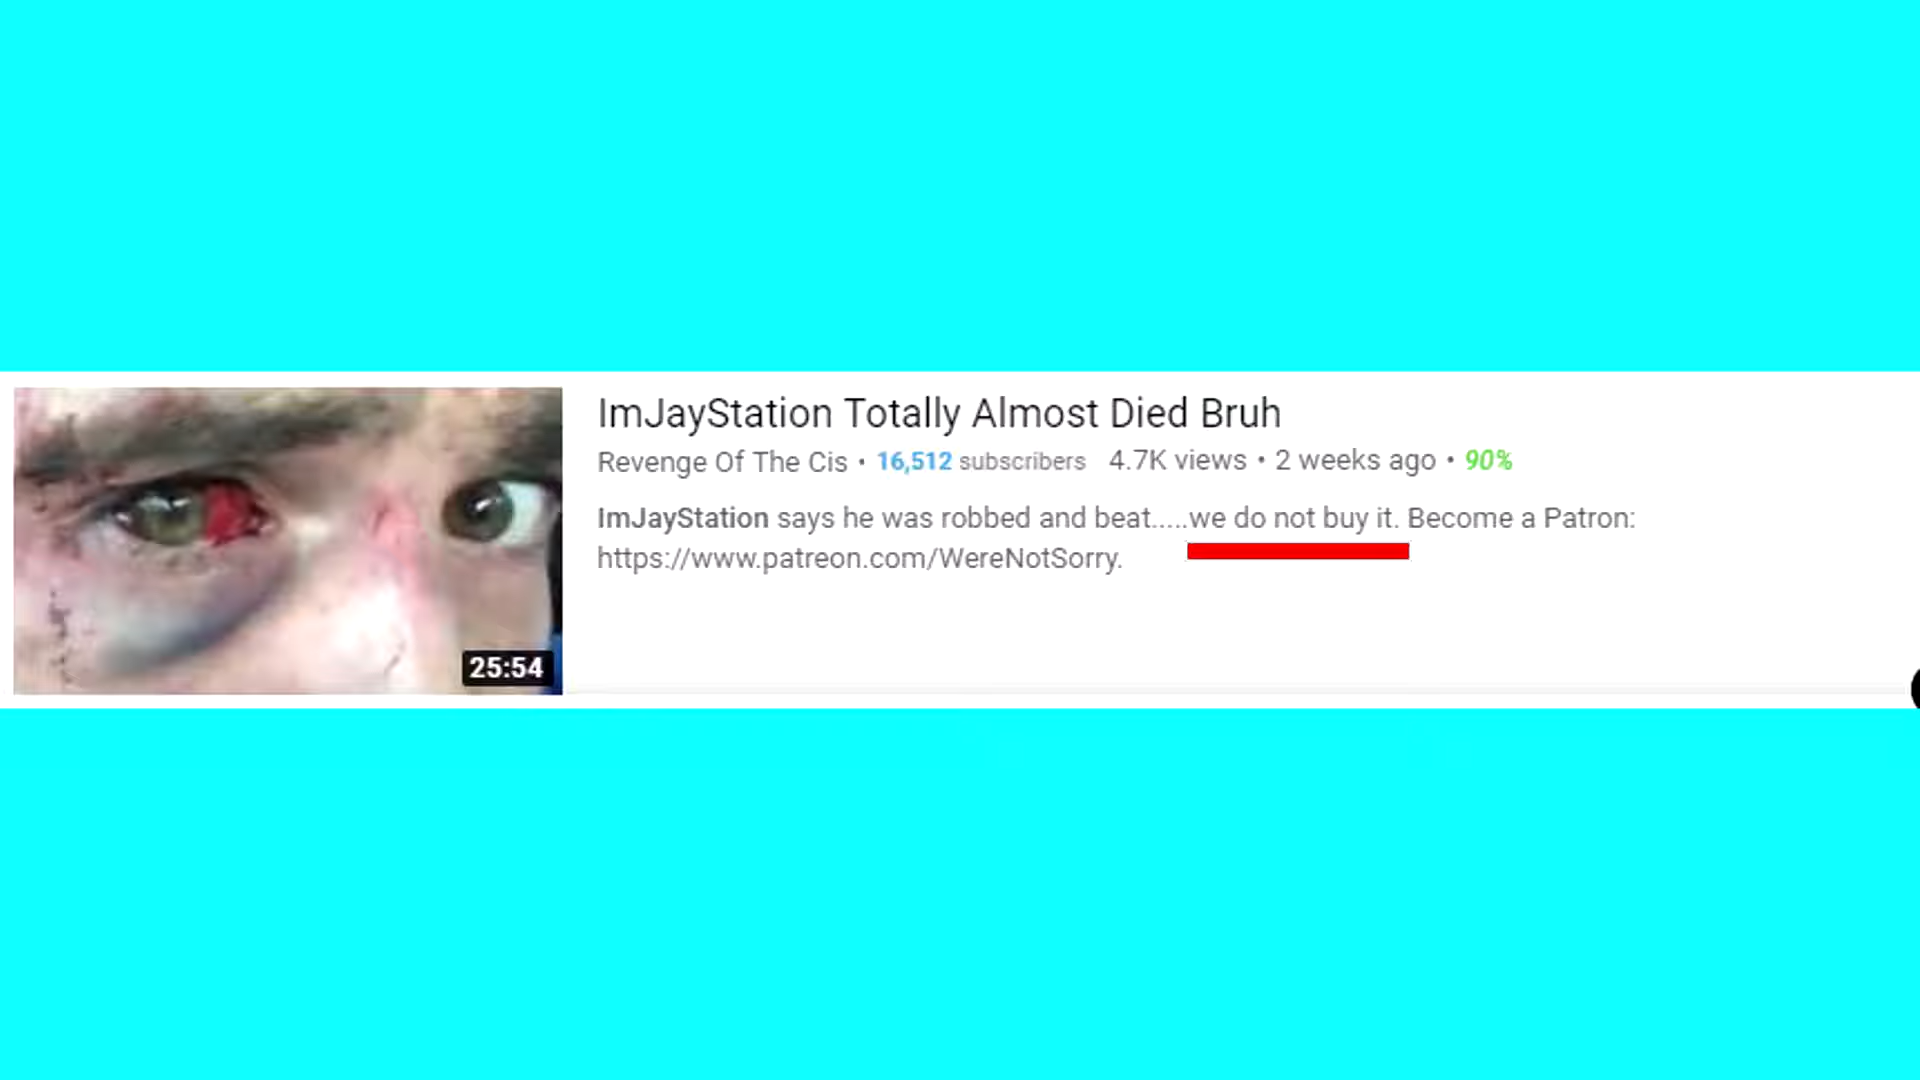 ImJayStation Totally Almost Died Bruh
Revenge Of The Cis • 16,512 subscribers 4.7K views • 2 weeks ago • 90%
ImJayStation says he was robbed and beat.....we do not buy it. Become a Patron:
https://www.patreon.com/WereNotSorry.
25:54